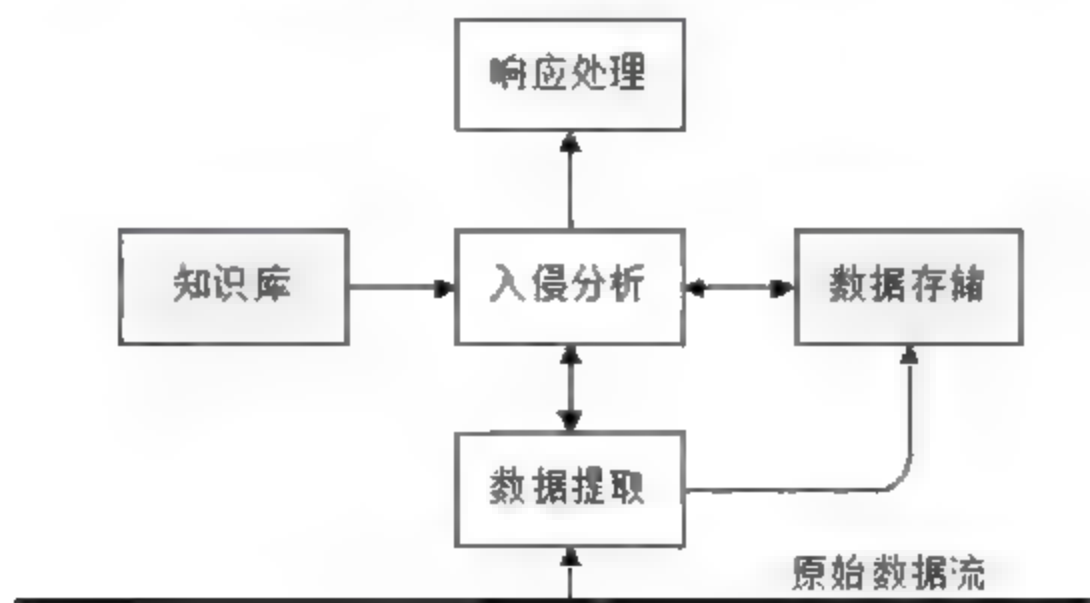 响应处理
知识库
入侵分析
数据存储
数据提取
原始数据流